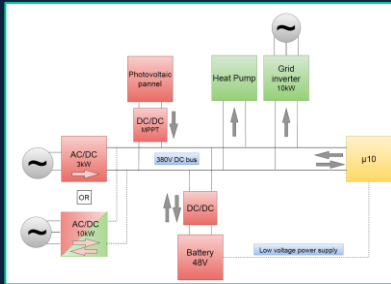 Photovoltaic
pannel
Heat Pump
Grid
inverter
10kW
DC/DC
MPPT
AC/DC
3kW
380V DC bus
µ10
OR
AC/DC
10kW
DC/DC
Battery
48V
Low voltage power supply